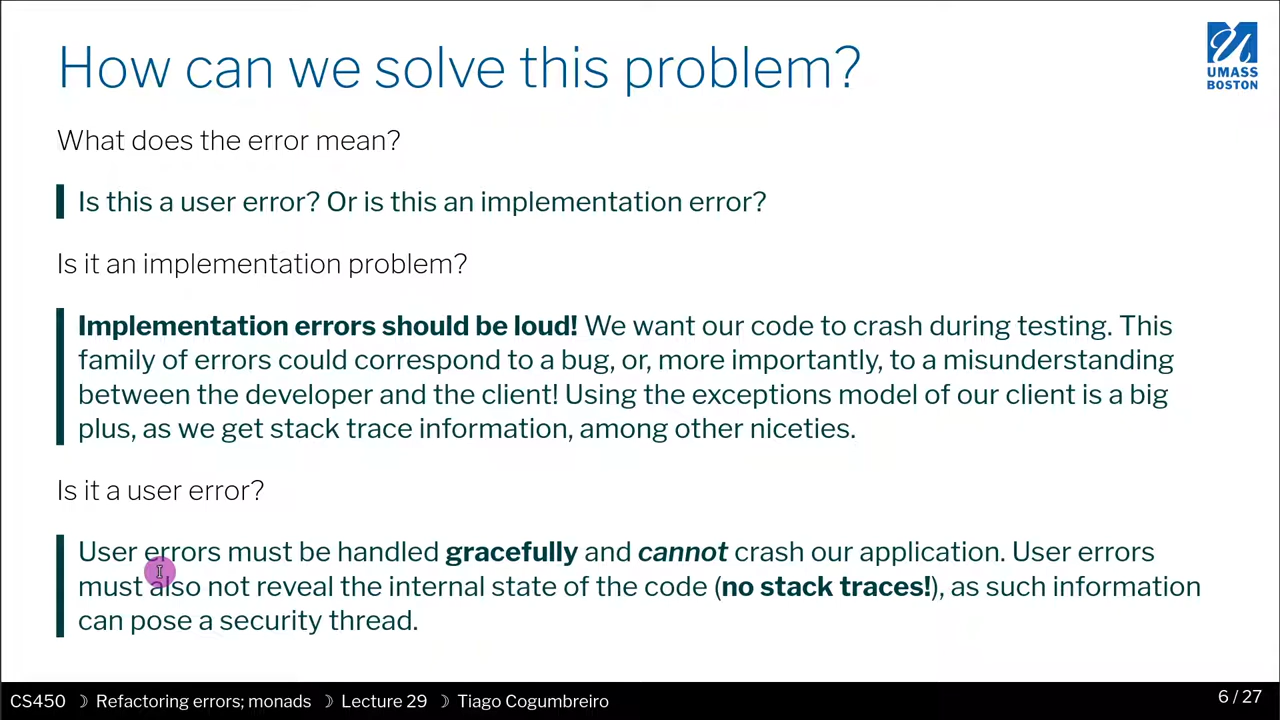 How can we solve this problem?
UMASS
BOSTON
What does the error mean?
Is this a user error? Or is this an implementation error?
Is it an implementation problem?
Implementation errors should be loud! We want our code to crash during testing. This
family of errors could correspond to a bug, or, more importantly, to a misunderstanding
between the developer and the client! Using the exceptions model of our client is a big
plus, as we get stack trace information, among other niceties.
Is it a user error?
User errors must be handled gracefully and cannot crash our application. User errors
must also not reveal the internal state of the code (no stack traces!), as such information
can pose a security thread.
CS450 ☽ Refactoring errors; monads ☽ Lecture 29 ☽ Tiago Cogumbreiro
6 / 27